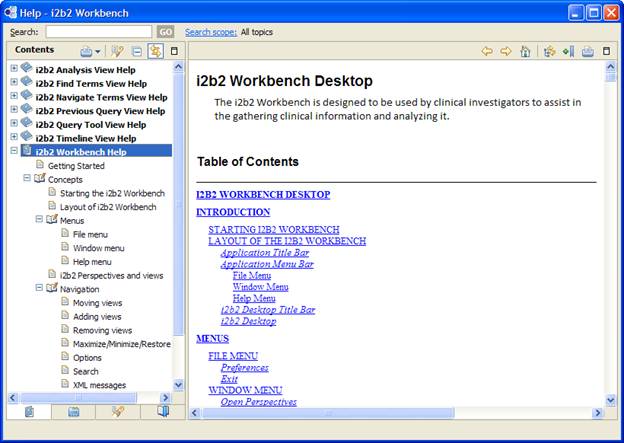 Help - i2b2 Workbench
Search:
GO
Search scope: All topics
Contents
i2b2 Analysis View Help
i2b2 Find Terms View Help
i2b2 Navigate Terms View Help
i2b2 Previous Query View Help
i2b2 Query Tool View Help
i2b2 Timeline View Help
i2b2 Workbench Help
Getting Started
Concepts
Starting the i2b2 Workbench
Layout of i2b2 Workbench
Menus
File menu
Window menu
Help menu
i2b2 Perspectives and views
Navigation
Moving views
Adding views
Removing views
Maximize/Minimize/Restore
Options
Search
XML messages
i2b2 Workbench Desktop
The i2b2 Workbench is designed to be used by clinical investigators to assist in
the gathering clinical information and analyzing it.
Table of Contents
I2B2 WORKBENCH DESKTOP
INTRODUCTION
STARTING I2B2 WORKBENCH
LAYOUT OF THE I2B2 WORKBENCH
Application Title Bar
Application Menu Bar
File Menu
Window Menu
Help Menu
i2b2 Desktop Title Bar
i2b2 Desktop
MENUS
FILE MENU
Preferences
Exit
WINDOW MENU
Open Perspectives